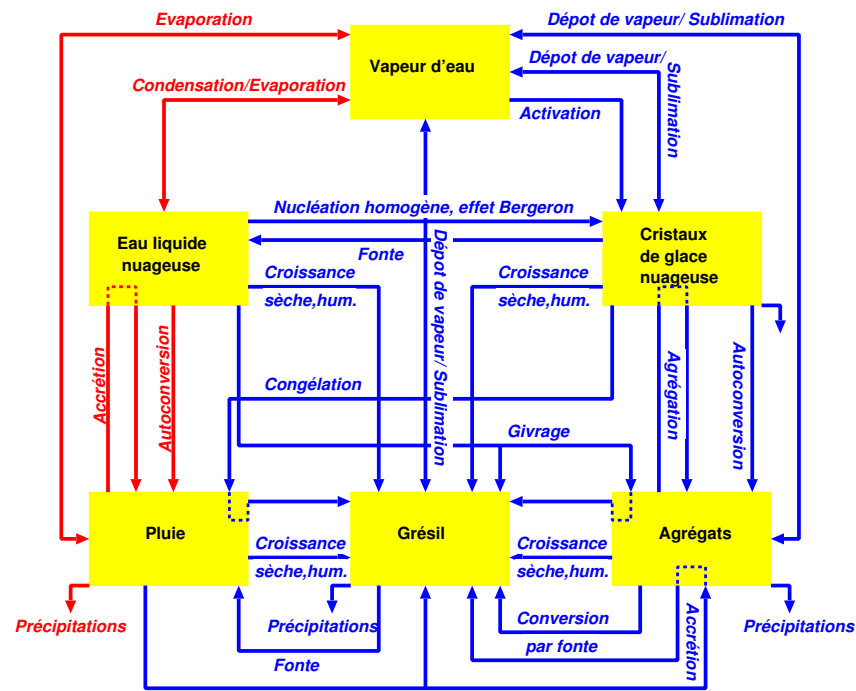 Evaporation
Dépot de vapeur/ Sublimation
Vapeur d'eau
Dépot de vapeur/
Sublimation
Condensation/Evaporation
Activation
Nucléation homogène, effet Bergeron
Eau liquide
nuageuse
Fonte
Cristaux
de glace
nuageuse
Croissance
sèche,hum.
Dépot de vapeur/ Sublimation
Croissance
sèche,hum.
Accrétion
Autoconversion
Congélation
Agrégation
Autoconversion
Givrage
Pluie
Grésil
Agrégats
Croissance
sèche,hum.
Croissance
sèche,hum.
Précipitations
Précipitations
Conversion
par fonte
Accrétion
Précipitations
Fonte